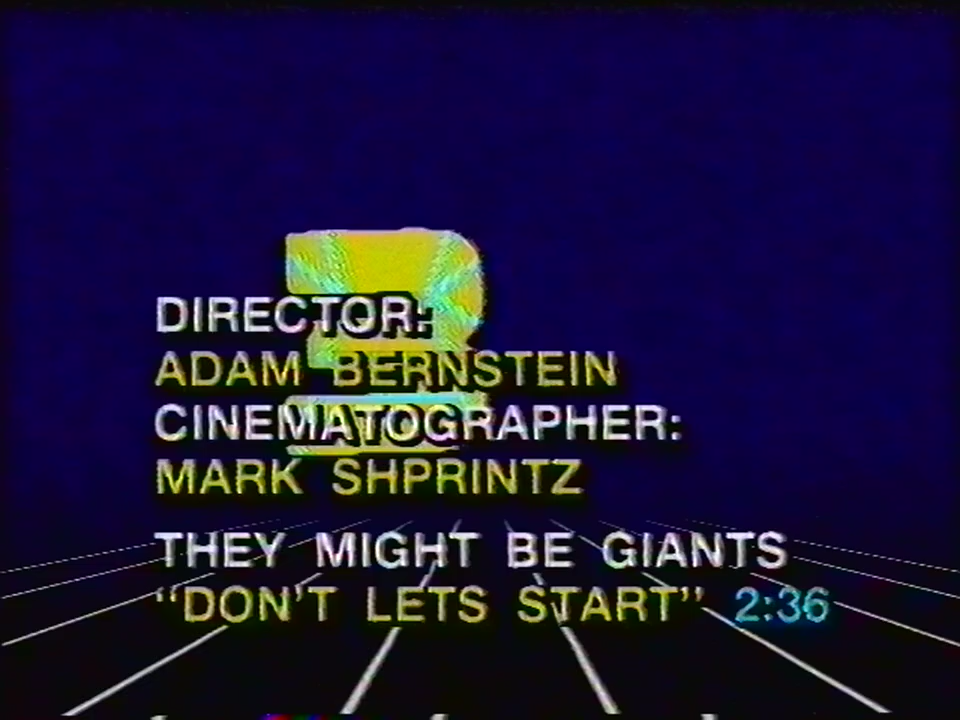 DIRECTOR:
ADAM BERNSTEIN
CINEMATOGRAPHER:
MARK SHPRINTZ
THEY MIGHT BE GIANTS
"DON'T LETS START" 2:36